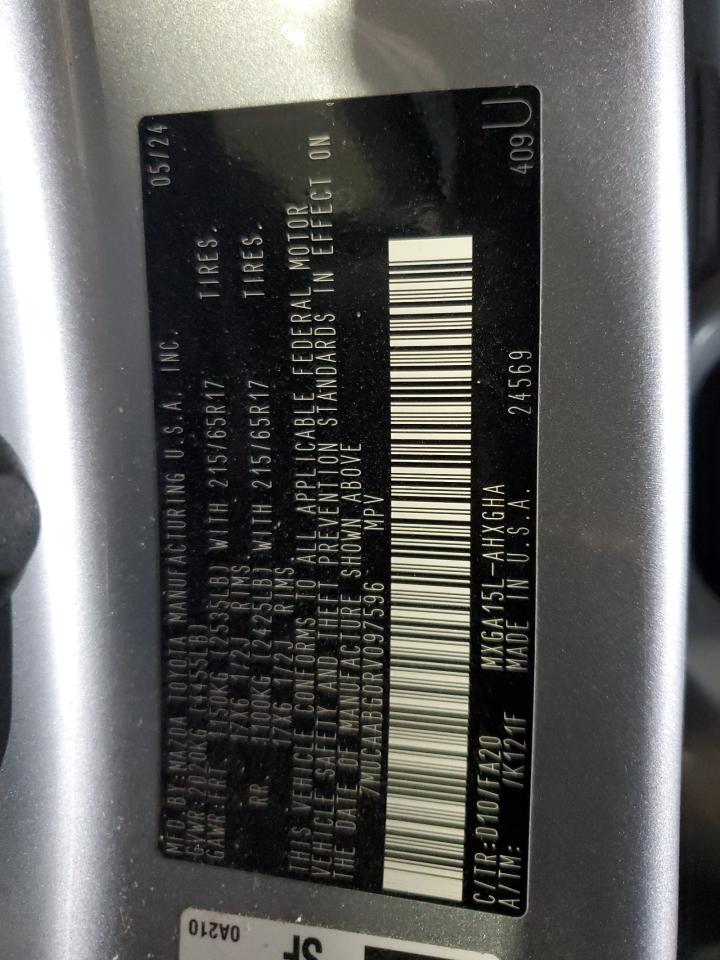 MFD. BY: MAZDA TOYOTA MANUFACTURING U.S.A. INC. 05/24
GVWR: 2020KG (4455LB)
GAWR: FRT 1150KG (2535LB) WITH 215/65R17 TIRES.
17X6 1/2J RIMS
RR 1100KG (2425LB) WITH 215/65R17 TIRES.
17X6 1/2J RIMS
THIS VEHICLE CONFORMS TO ALL APPLICABLE FEDERAL MOTOR
VEHICLE SAFETY AND THEFT PREVENTION STANDARDS IN EFFECT ON
THE DATE OF MANUFACTURE SHOWN ABOVE
7MUCAABG0RV097596 MPV
C/TR:D10/FA20 MXGA15L-AHXGHA 24569 409U
A/TM: /K121F MADE IN U.S.A.
0A210
SF